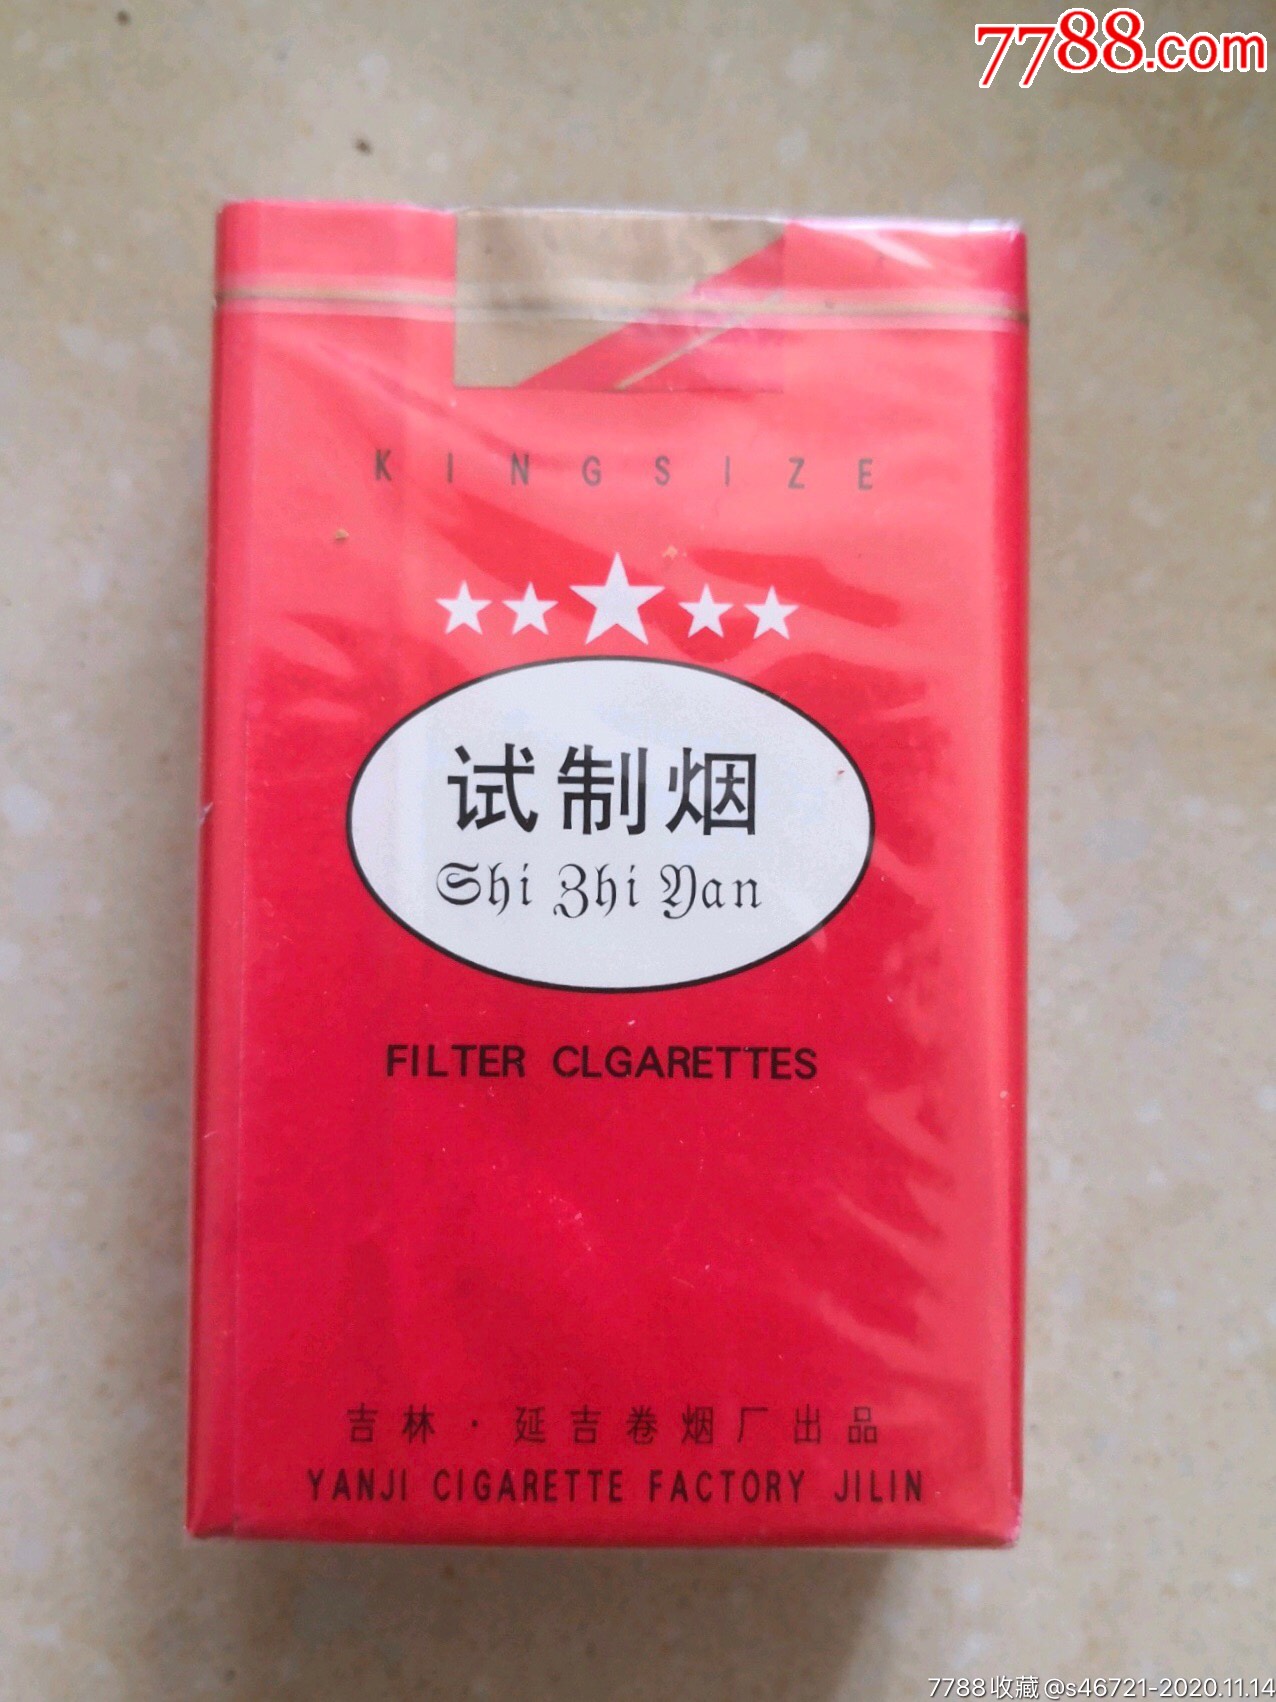 7788.com
KINGSIZE
试制烟
Shi Zhi Yan
FILTER CLGARETTES
吉林·延吉卷烟厂出品
YANJI CIGARETTE FACTORY JILIN
7788收藏@s46721-2020.11.14